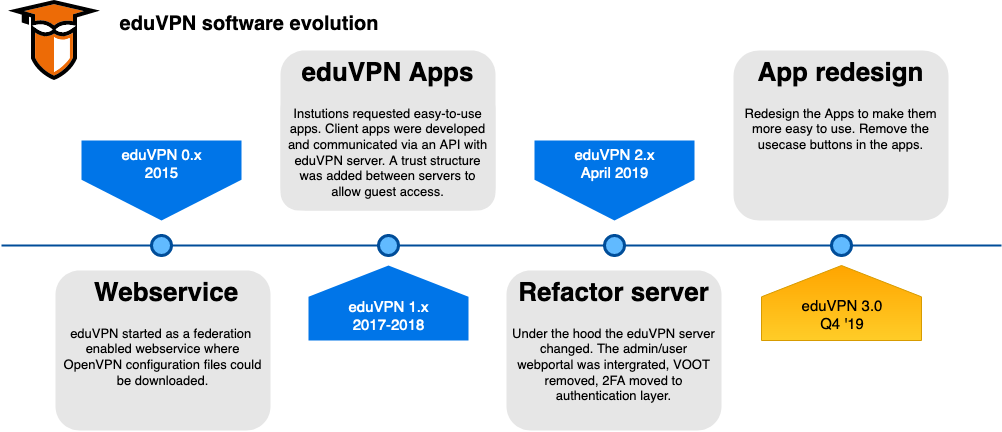 eduVPN software evolution
eduVPN 0.x
2015
Webservice
eduVPN started as a federation
enabled webservice where
OpenVPN configuration files could
be downloaded.
eduVPN Apps
Instutions requested easy-to-use
apps. Client apps were developed
and communicated via an API with
eduVPN server. A trust structure
was added between servers to
allow guest access.
eduVPN 1.x
2017-2018
eduVPN 2.x
April 2019
Refactor server
Under the hood the eduVPN server
changed. The admin/user
webportal was intergrated, VOOT
removed, 2FA moved to
authentication layer.
App redesign
Redesign the Apps to make them
more easy to use. Remove the
usecase buttons in the apps.
eduVPN 3.0
Q4 '19